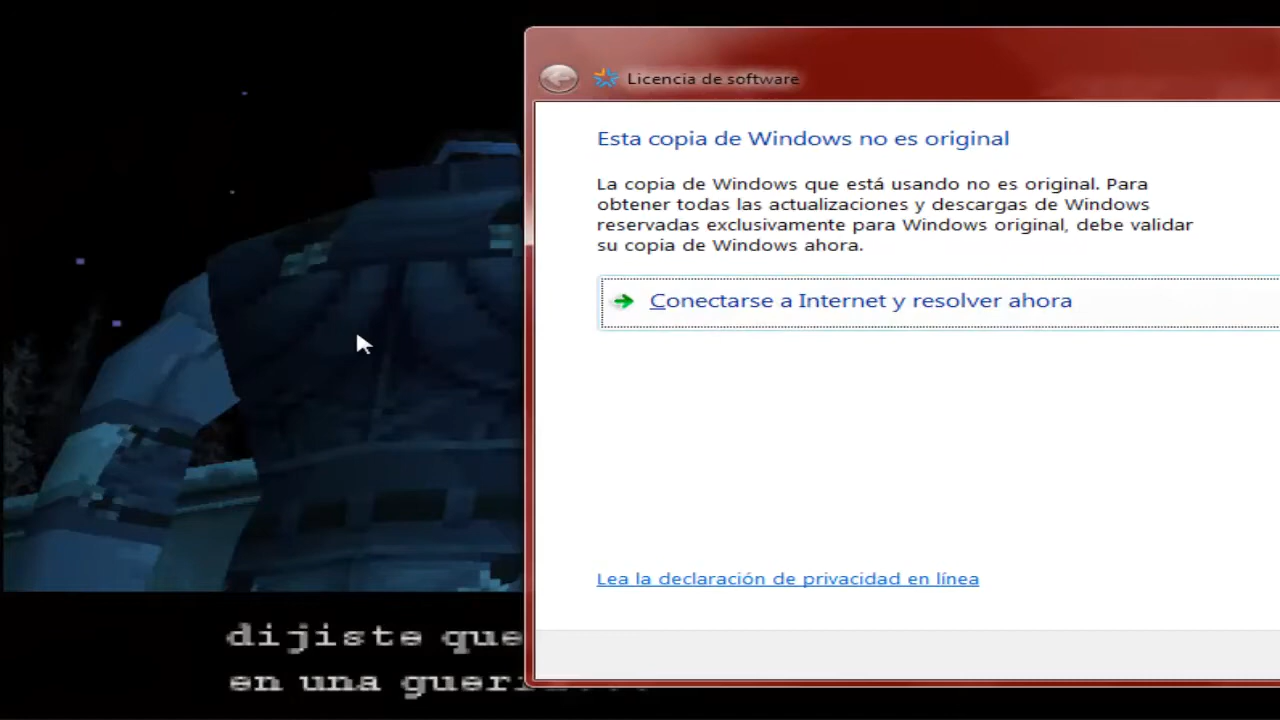 Licencia de software
Esta copia de Windows no es original
La copia de Windows que está usando no es original. Para
obtener todas las actualizaciones y descargas de Windows
reservadas exclusivamente para Windows original, debe validar
su copia de Windows ahora.
Conectarse a Internet y resolver ahora
Lea la declaración de privacidad en línea
dijiste que
en una